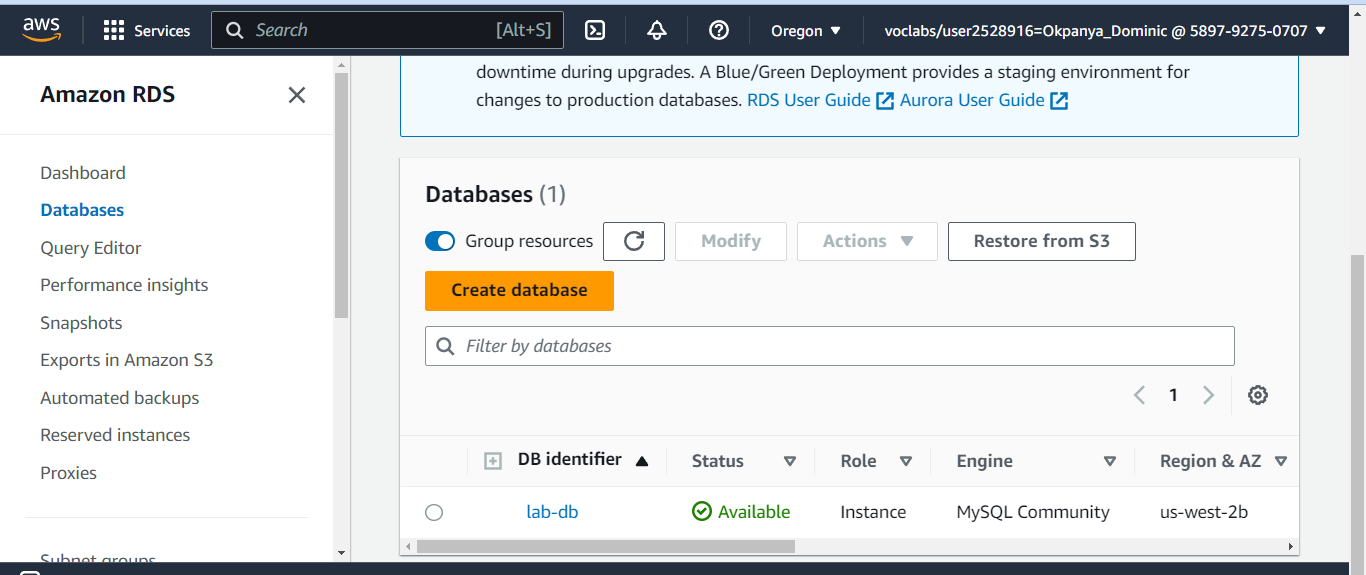 aws
Services
Search [Alt+S]
Oregon
voclabs/user2528916=Okpanya_Dominic @ 5897-9275-0707
Amazon RDS
Dashboard
Databases
Query Editor
Performance insights
Snapshots
Exports in Amazon S3
Automated backups
Reserved instances
Proxies
Subnet groups
downtime during upgrades. A Blue/Green Deployment provides a staging environment for
changes to production databases. RDS User Guide Aurora User Guide
Databases (1)
Group resources
Modify
Actions
Restore from S3
Create database
Filter by databases
1
DB identifier Status Role Engine Region & AZ
lab-db Available Instance MySQL Community us-west-2b